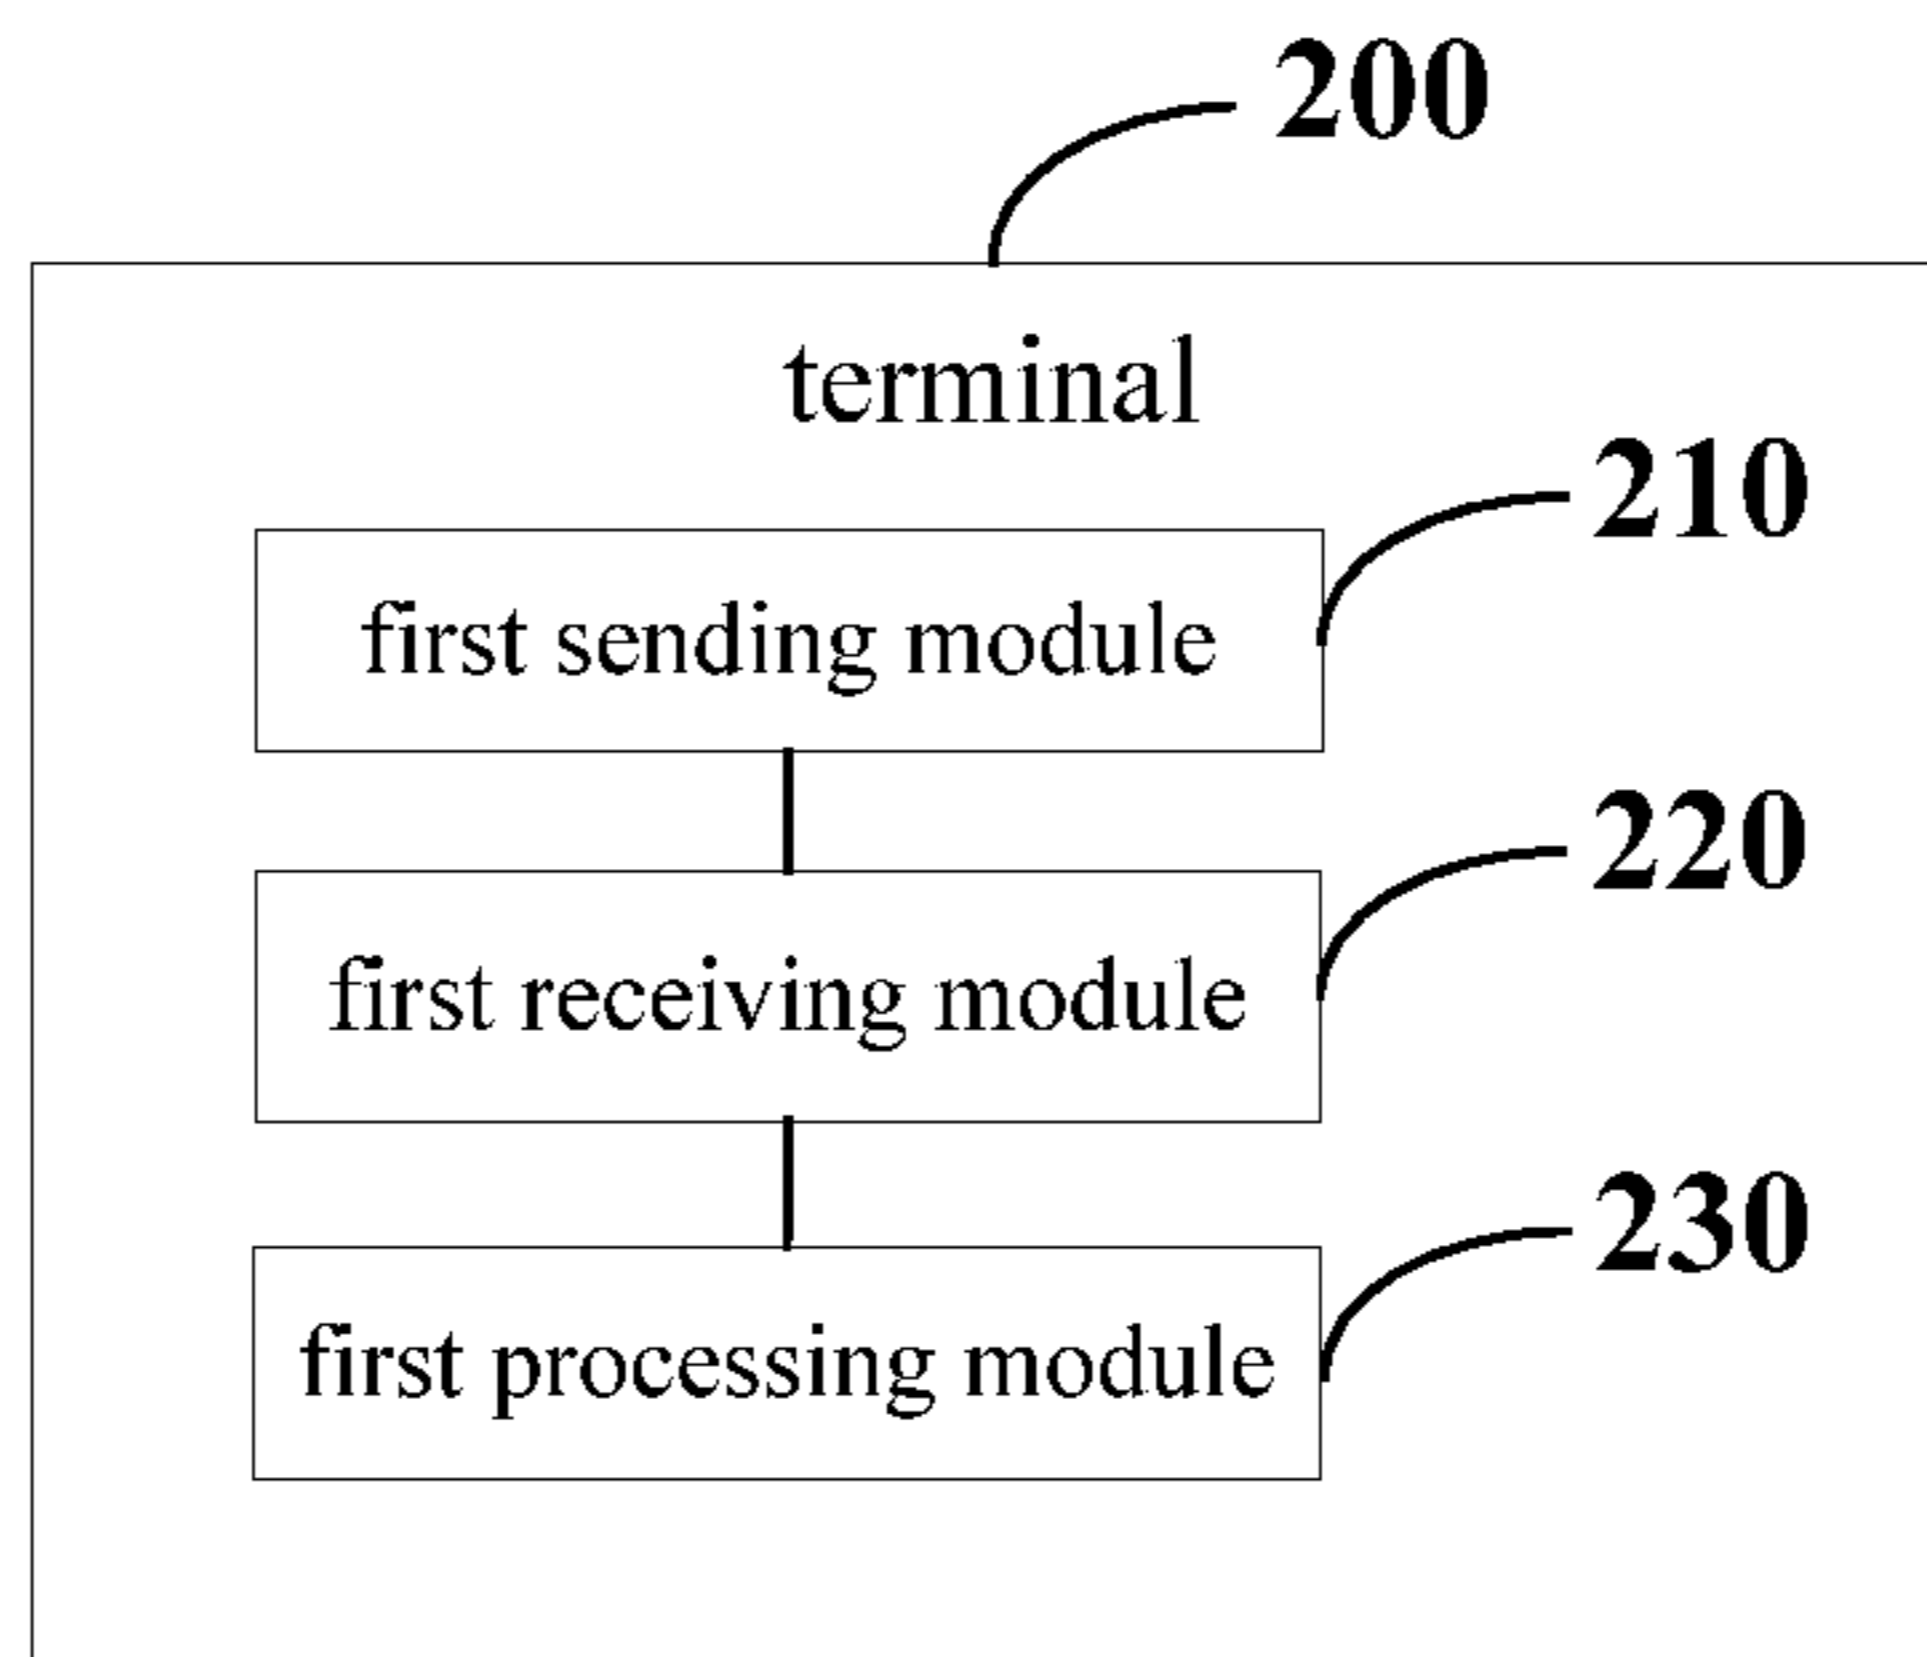 200
terminal
210
first sending module
220
first receiving module
230
first processing module